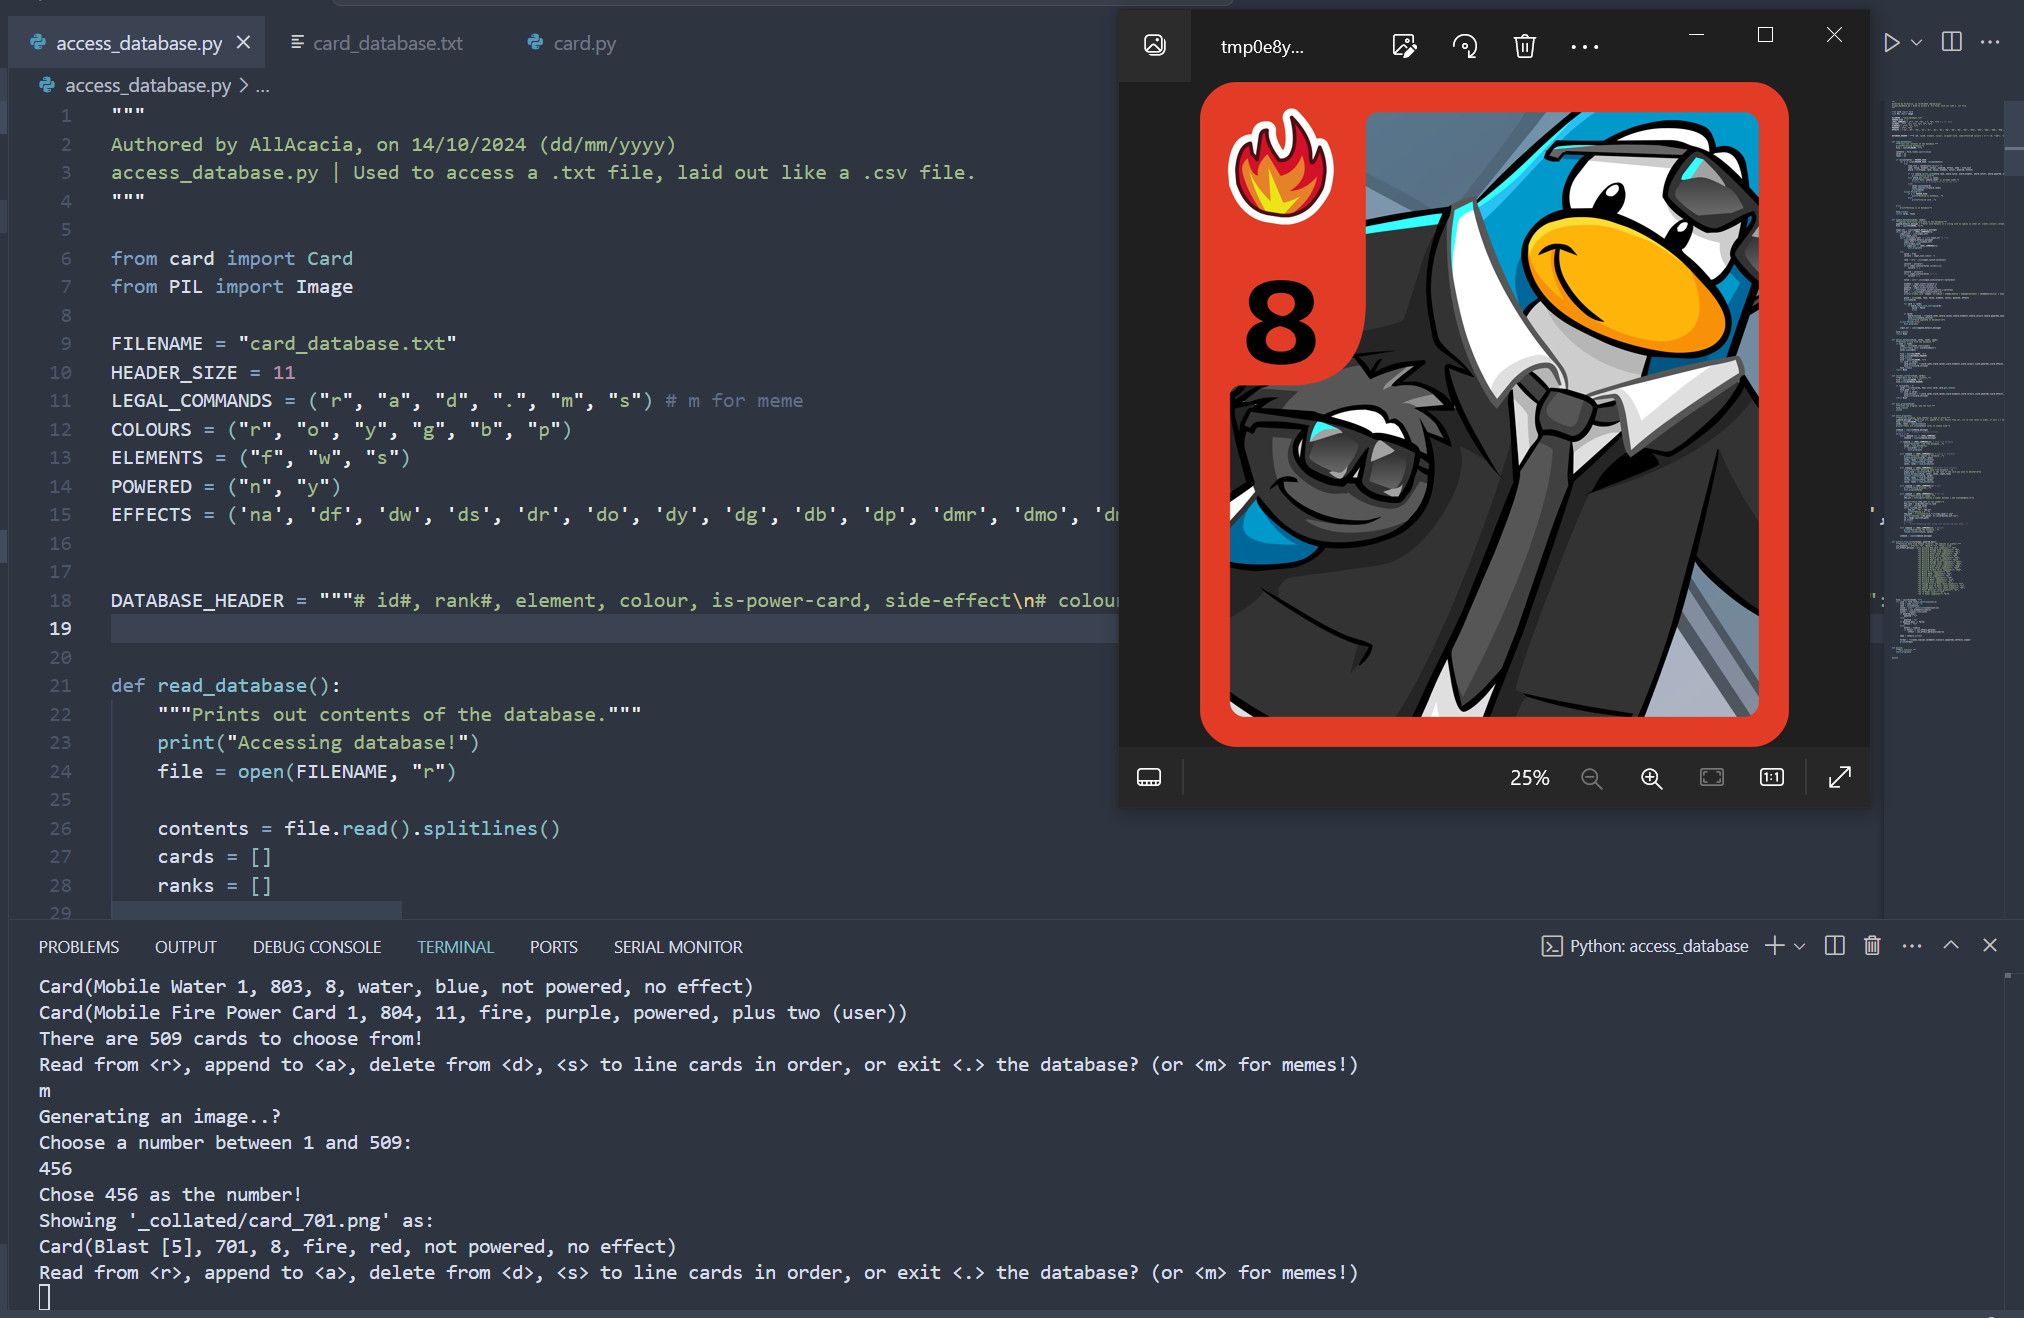 access_database.py
card_database.txt
card.py
access_database.py > ...
1 """
2 Authored by AllAcacia, on 14/10/2024 (dd/mm/yyyy)
3 access_database.py | Used to access a .txt file, laid out like a .csv file.
4 """
5
6 from card import Card
7 from PIL import Image
8
9 FILENAME = "card_database.txt"
10 HEADER_SIZE = 11
11 LEGAL_COMMANDS = ("r", "a", "d", ".", "m", "s") # m for meme
12 COLOURS = ("r", "o", "y", "g", "b", "p")
13 ELEMENTS = ("f", "w", "s")
14 POWERED = ("n", "y")
15 EFFECTS = ('na', 'df', 'dw', 'ds', 'dr', 'do', 'dy', 'dg', 'db', 'dp', 'dmr', 'dmo',
16
17
18 DATABASE_HEADER = """# id#, rank#, element, colour, is-power-card, side-effect\n#
19
20
21 def read_database():
22 """Prints out contents of the database."""
23 print("Accessing database!")
24 file = open(FILENAME, "r")
25
26 contents = file.read().splitlines()
27 cards = []
28 ranks = []
29
tmp0e8y...
8
25%
1:1
PROBLEMS OUTPUT DEBUG CONSOLE TERMINAL PORTS SERIAL MONITOR
Python: access_database
Card(Mobile Water 1, 803, 8, water, blue, not powered, no effect)
Card(Mobile Fire Power Card 1, 804, 11, fire, purple, powered, plus two (user))
There are 509 cards to choose from!
Read from <r>, append to <a>, delete from <d>, <s> to line cards in order, or exit <.> the database? (or <m> for memes!)
m
Generating an image..?
Choose a number between 1 and 509:
456
Chose 456 as the number!
Showing '_collated/card_701.png' as:
Card(Blast [5], 701, 8, fire, red, not powered, no effect)
Read from <r>, append to <a>, delete from <d>, <s> to line cards in order, or exit <.> the database? (or <m> for memes!)